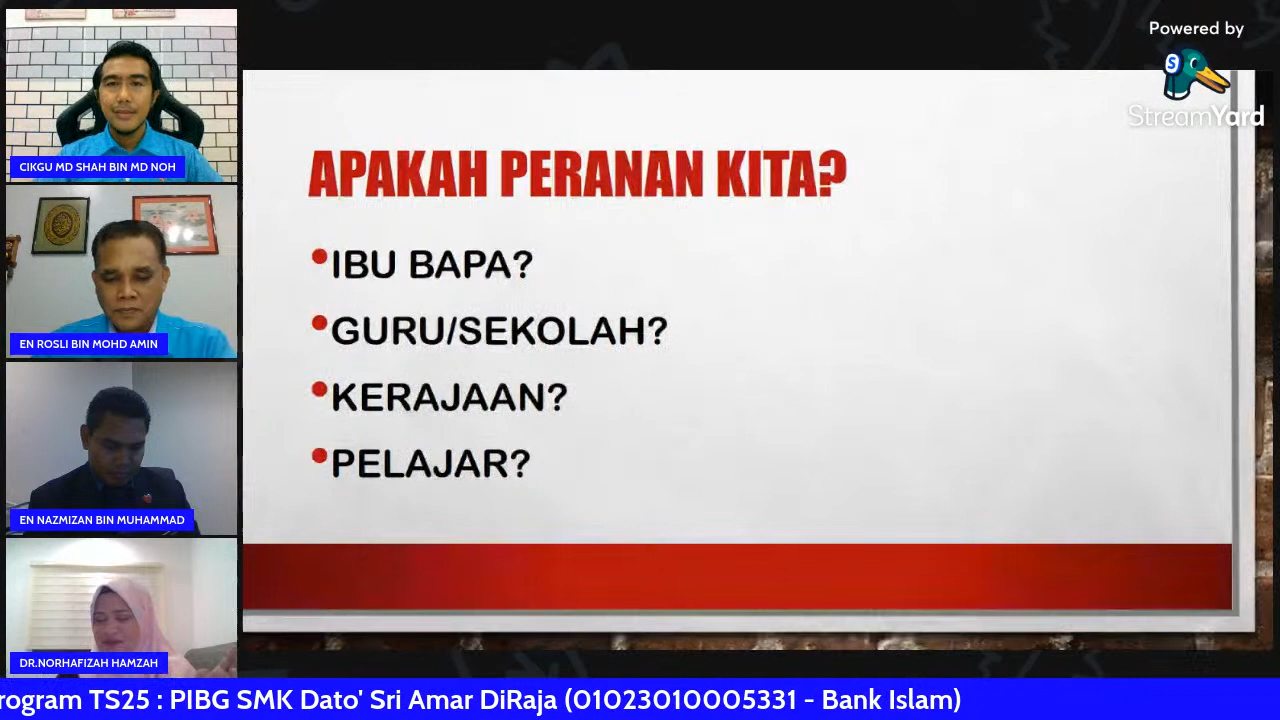 Powered by
StreamYard
CIKGU MD SHAH BIN MD NOH
EN ROSLI BIN MOHD AMIN
EN NAZMIZAN BIN MUHAMMAD
DR.NORHAFIZAH HAMZAH
APAKAH PERANAN KITA?
•IBU BAPA?
•GURU/SEKOLAH?
•KERAJAAN?
•PELAJAR?
TS25 : PIBG SMK Dato' Sri Amar DiRaja (01023010005331 - Bank Islam)